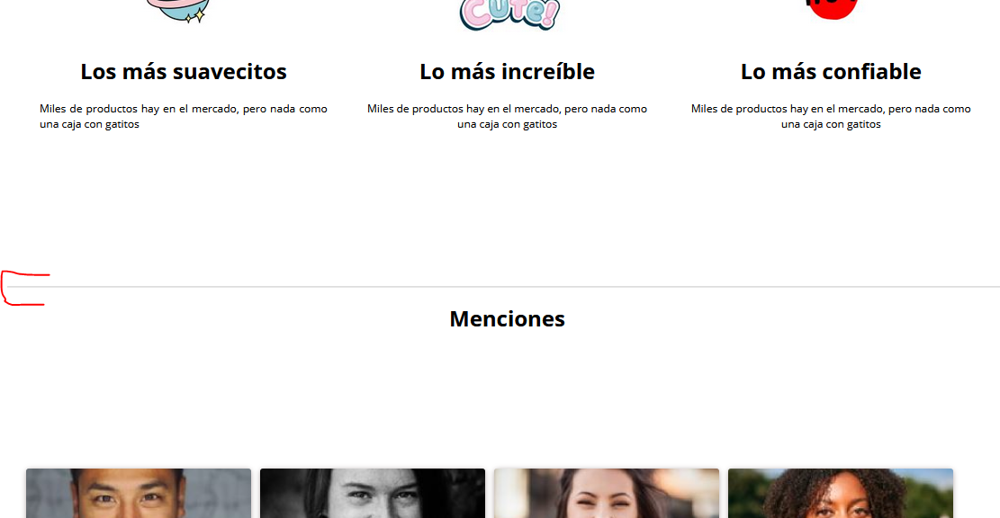 Cute!
Los más suavecitos
Lo más increíble
Lo más confiable
Miles de productos hay en el mercado, pero nada como
una caja con gatitos
Miles de productos hay en el mercado, pero nada como
una caja con gatitos
Miles de productos hay en el mercado, pero nada como
una caja con gatitos
Menciones